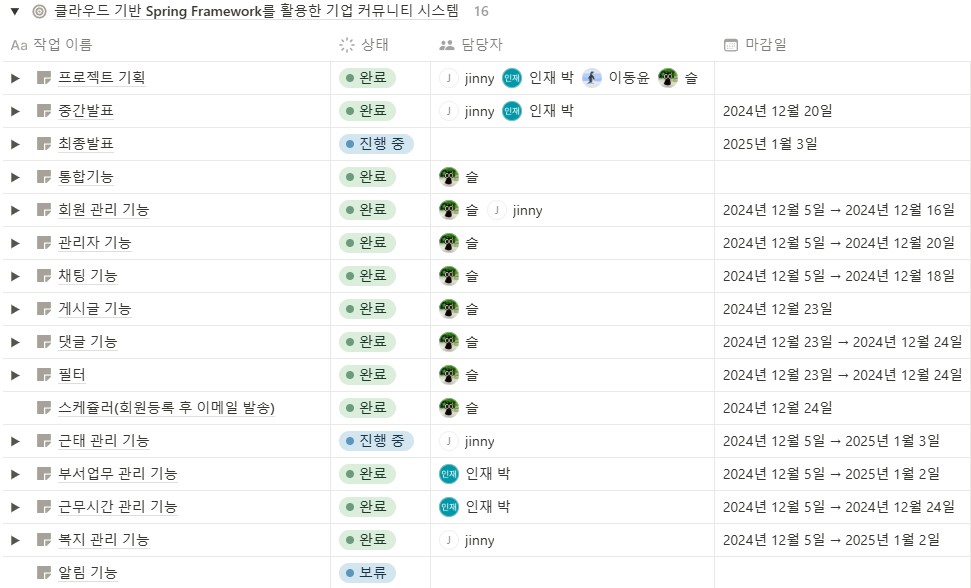 클라우드 기반 Spring Framework를 활용한 기업 커뮤니티 시스템 16
Aa 작업 이름 상태 담당자 마감일
프로젝트 기획 완료 J jinny 인재 인재 박 이동윤 슬
중간발표 완료 J jinny 인재 인재 박 2024년 12월 20일
최종발표 진행 중 2025년 1월 3일
통합기능 완료 슬
회원 관리 기능 완료 슬 J jinny 2024년 12월 5일 → 2024년 12월 16일
관리자 기능 완료 슬 2024년 12월 5일 → 2024년 12월 20일
채팅 기능 완료 슬 2024년 12월 5일 → 2024년 12월 18일
게시글 기능 완료 슬 2024년 12월 23일
댓글 기능 완료 슬 2024년 12월 23일 → 2024년 12월 24일
필터 완료 슬 2024년 12월 23일 → 2024년 12월 24일
스케쥴러(회원등록 후 이메일 발송) 완료 슬 2024년 12월 24일
근태 관리 기능 진행 중 J jinny 2024년 12월 5일 → 2025년 1월 3일
부서업무 관리 기능 완료 인재 인재 박 2024년 12월 5일 → 2025년 1월 2일
근무시간 관리 기능 완료 인재 인재 박 2024년 12월 5일 → 2024년 12월 24일
복지 관리 기능 완료 J jinny 2024년 12월 5일 → 2025년 1월 2일
알림 기능 보류